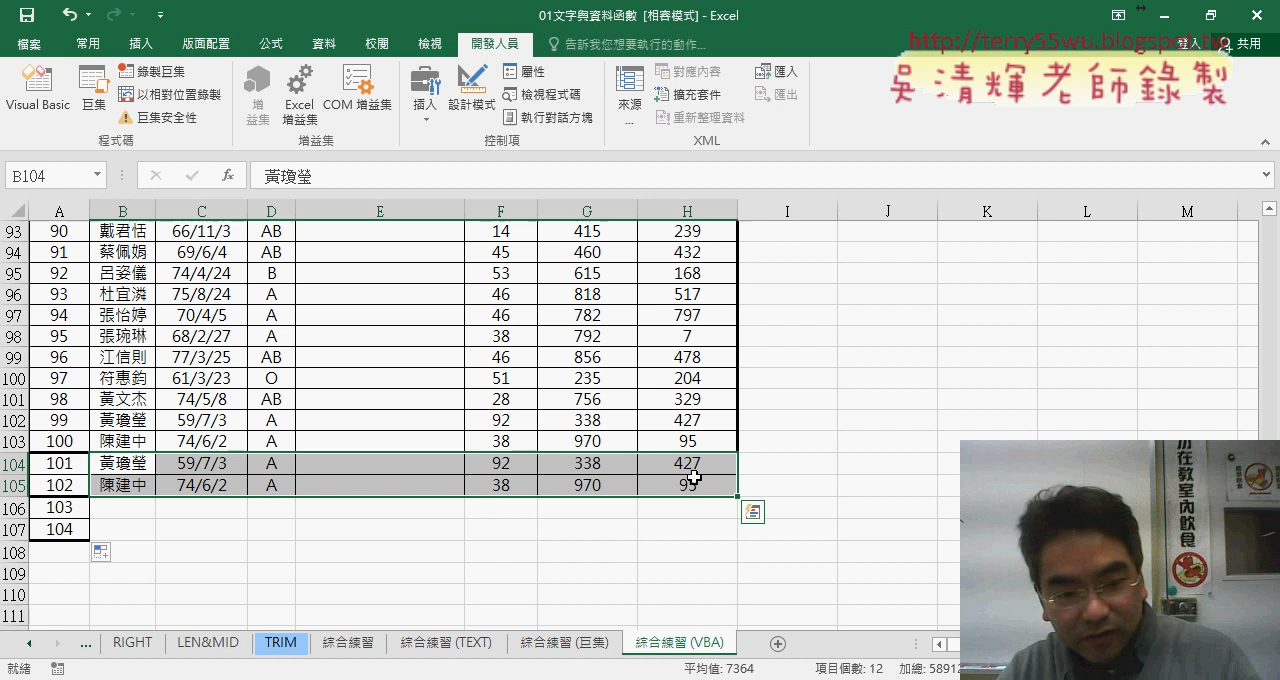 01文字與資料函數 [相容模式] - Excel
檔案 常用 插入 版面配置 公式 資料 校閱 檢視 開發人員 告訴我您想要執行的動作... 登入 共用
http://terry55wu.blogspot.tw
吳清輝老師錄製
Visual Basic 巨集 錄製巨集 以相對位置錄製 巨集安全性 程式碼
增益集 Excel 增益集 COM 增益集 增益集
插入 設計模式 屬性 檢視程式碼 執行對話方塊 控制項
來源 ... 對應內容 擴充套件 重新整理資料 匯入 匯出 XML
B104 fx 黃瓊瑩
A B C D E F G H I J K L M
93 90 戴君恬 66/11/3 AB 14 415 239
94 91 蔡佩娟 69/6/4 AB 45 460 432
95 92 呂姿儀 74/4/24 B 53 615 168
96 93 杜宜潾 75/8/24 A 46 818 517
97 94 張怡婷 70/4/5 A 46 782 797
98 95 張琬琳 68/2/27 A 38 792 7
99 96 江信則 77/3/25 AB 46 856 478
100 97 符惠鈞 61/3/23 O 51 235 204
101 98 黃文杰 74/5/8 AB 28 756 329
102 99 黃瓊瑩 59/7/3 A 92 338 427
103 100 陳建中 74/6/2 A 38 970 95
104 101 黃瓊瑩 59/7/3 A 92 338 427
105 102 陳建中 74/6/2 A 38 970 95
106 103
107 104
108
109
110
111
... RIGHT LEN&MID TRIM 綜合練習 綜合練習 (TEXT) 綜合練習 (巨集) 綜合練習 (VBA)
就緒 平均值: 7364 項目個數: 12 加總: 58912
在教室內飲食